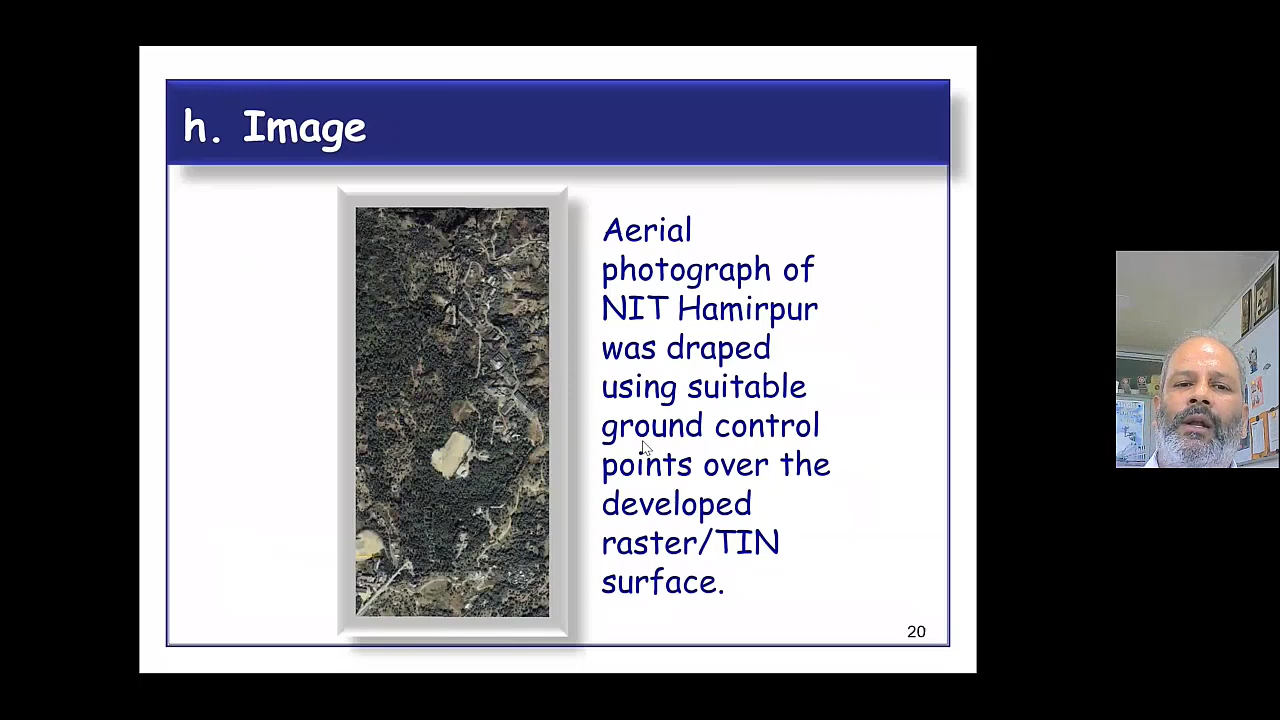 h. Image
Aerial
photograph of
NIT Hamirpur
was draped
using suitable
ground control
points over the
developed
raster/TIN
surface.
20